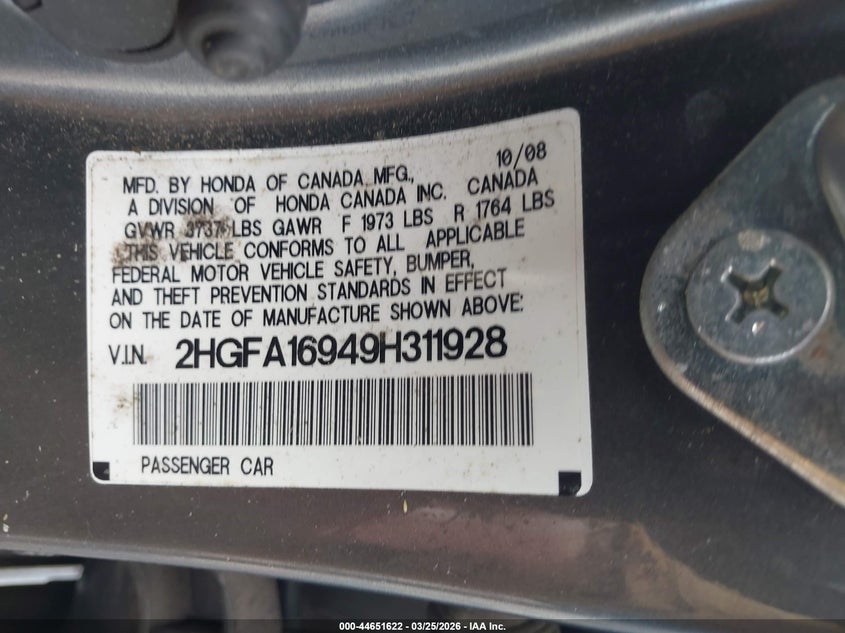 10/08
MFD. BY HONDA OF CANADA MFG.,
A DIVISION OF HONDA CANADA INC. CANADA
GVWR 3737 LBS GAWR F 1973 LBS R 1764 LBS
THIS VEHICLE CONFORMS TO ALL APPLICABLE
FEDERAL MOTOR VEHICLE SAFETY, BUMPER,
AND THEFT PREVENTION STANDARDS IN EFFECT
ON THE DATE OF MANUFACTURE SHOWN ABOVE:
V.I.N. 2HGFA16949H311928
PASSENGER CAR
000-44651622 | 03/25/2026 - IAA Inc.